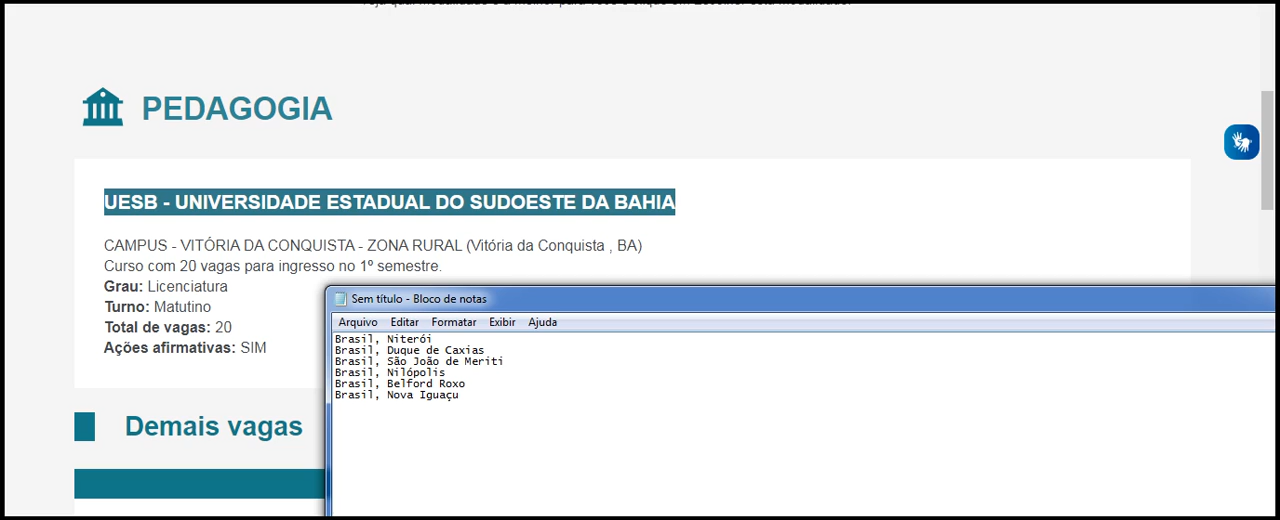 PEDAGOGIA
UESB - UNIVERSIDADE ESTADUAL DO SUDOESTE DA BAHIA
CAMPUS - VITÓRIA DA CONQUISTA - ZONA RURAL (Vitória da Conquista , BA)
Curso com 20 vagas para ingresso no 1º semestre.
Grau: Licenciatura
Turno: Matutino
Total de vagas: 20
Ações afirmativas: SIM
Demais vagas
Sem título - Bloco de notas
Arquivo Editar Formatar Exibir Ajuda
Brasil, Niterói
Brasil, Duque de Caxias
Brasil, São João de Meriti
Brasil, Nilópolis
Brasil, Belford Roxo
Brasil, Nova Iguaçu